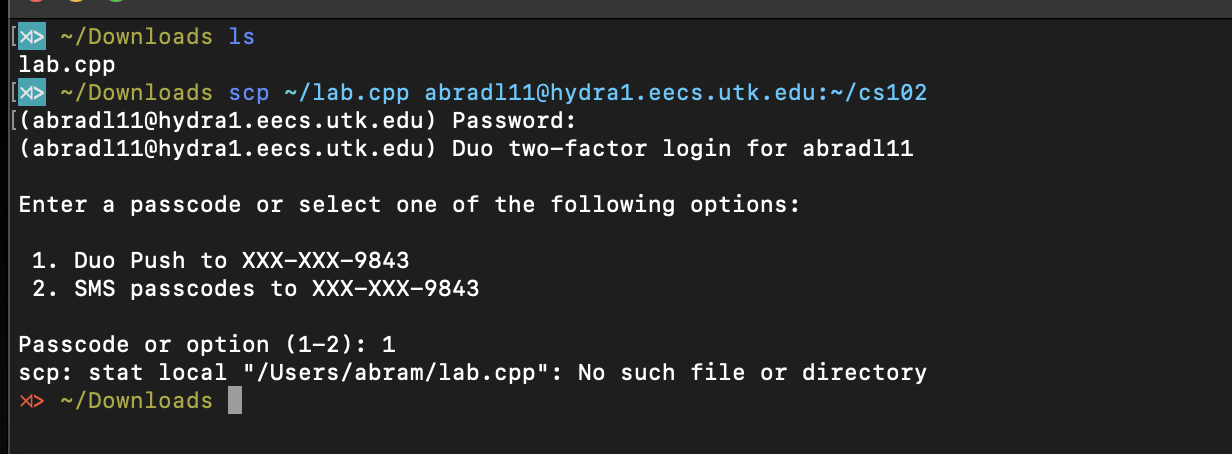 ~/Downloads ls
lab.cpp
~/Downloads scp ~/lab.cpp abradl11@hydra1.eecs.utk.edu:~/cs102
(abradl11@hydra1.eecs.utk.edu) Password:
(abradl11@hydra1.eecs.utk.edu) Duo two-factor login for abradl11
Enter a passcode or select one of the following options:
1. Duo Push to XXX-XXX-9843
2. SMS passcodes to XXX-XXX-9843
Passcode or option (1-2): 1
scp: stat local "/Users/abram/lab.cpp": No such file or directory
~/Downloads